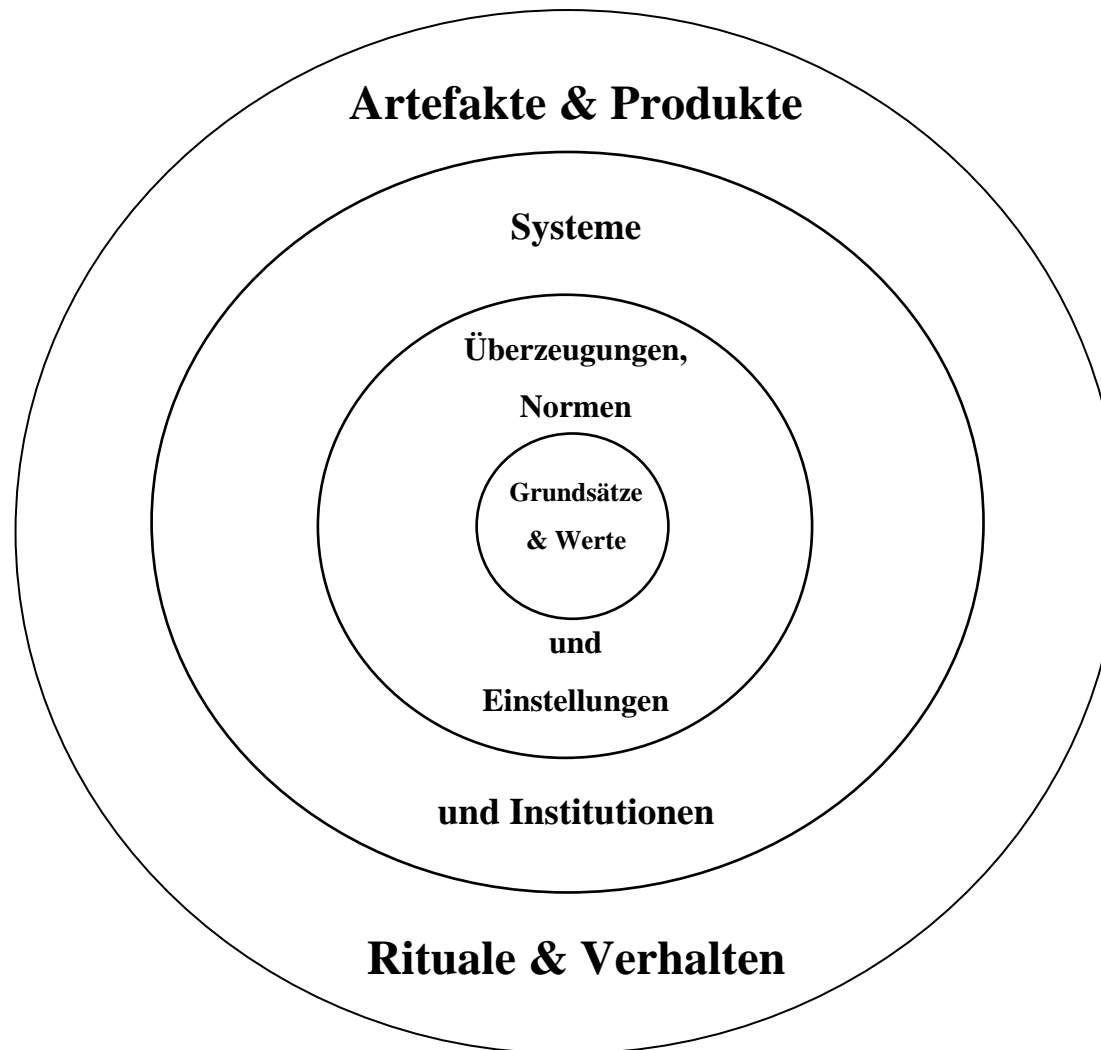 Artefakte & Produkte
Systeme
Überzeugungen,
Normen
Grundsätze
& Werte
und
Einstellungen
und Institutionen
Rituale & Verhalten